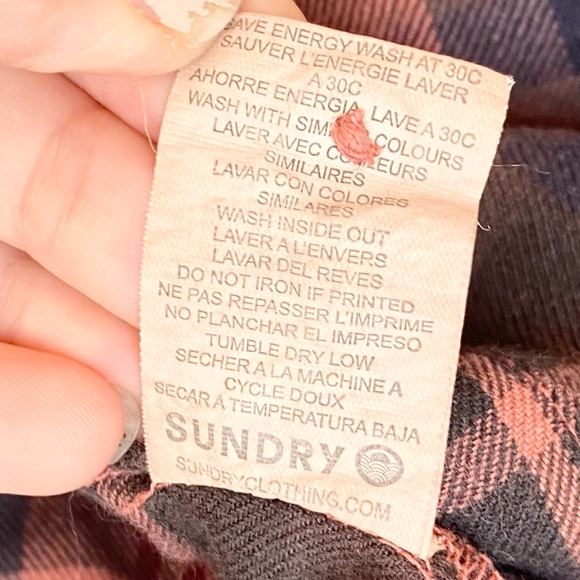 SAVE ENERGY WASH AT 30C
SAUVER L'ENERGIE LAVER
A 30C
AHORRE ENERGIA, LAVE A 30C
WASH WITH COLOURS
LAVER AVEC
SIMILAIRES
LAVAR CON COLORES
SIMILARES
WASH INSIDE OUT
LAVER A L'ENVERS
LAVAR DEL REVES
DO NOT IRON IF PRINTED
NE PAS REPASSER L'IMPRIME
NO PLANCHAR EL IMPRESO
TUMBLE DRY LOW
SECHER A LA MACHINE A
CYCLE DOUX
SECAR A TEMPERATURA BAJA
SUNDRY
SUNDRYCLOTHING.COM